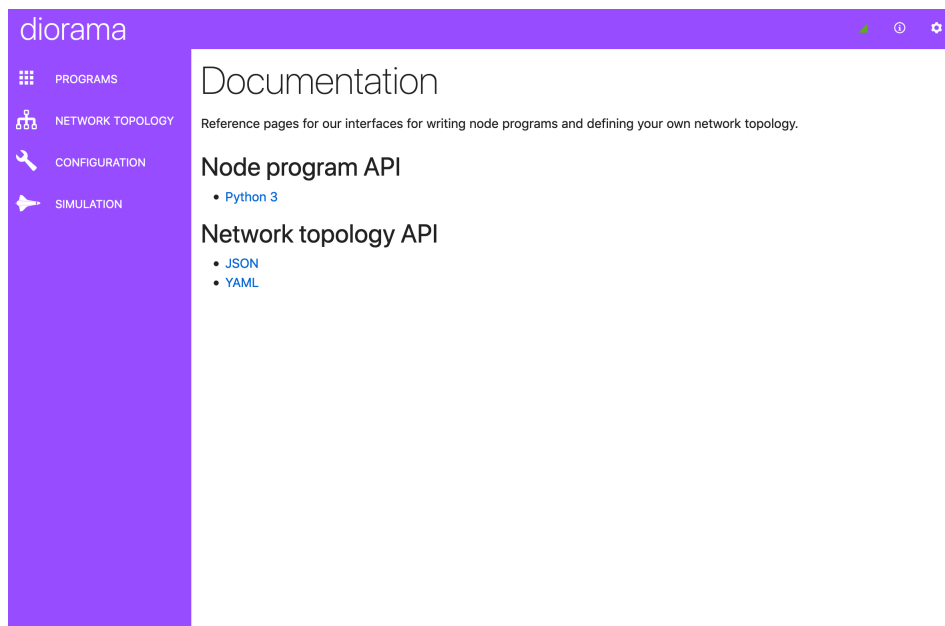 diorama
PROGRAMS
NETWORK TOPOLOGY
CONFIGURATION
SIMULATION
Documentation
Reference pages for our interfaces for writing node programs and defining your own network topology.
Node program API
Python 3
Network topology API
JSON
YAML